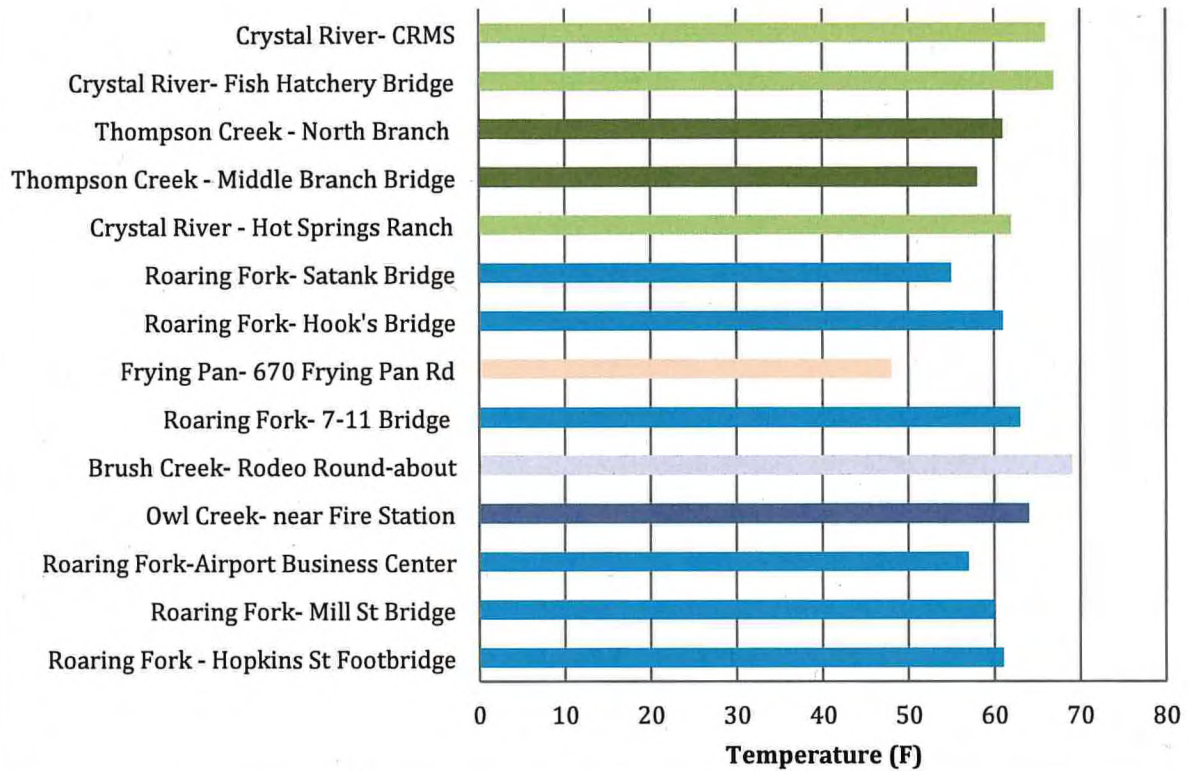 Crystal River- CRMS
Crystal River- Fish Hatchery Bridge
Thompson Creek - North Branch
Thompson Creek - Middle Branch Bridge
Crystal River - Hot Springs Ranch
Roaring Fork- Satank Bridge
Roaring Fork- Hook's Bridge
Frying Pan- 670 Frying Pan Rd
Roaring Fork- 7-11 Bridge
Brush Creek- Rodeo Round-about
Owl Creek- near Fire Station
Roaring Fork-Airport Business Center
Roaring Fork- Mill St Bridge
Roaring Fork - Hopkins St Footbridge
0 10 20 30 40 50 60 70 80
Temperature (F)